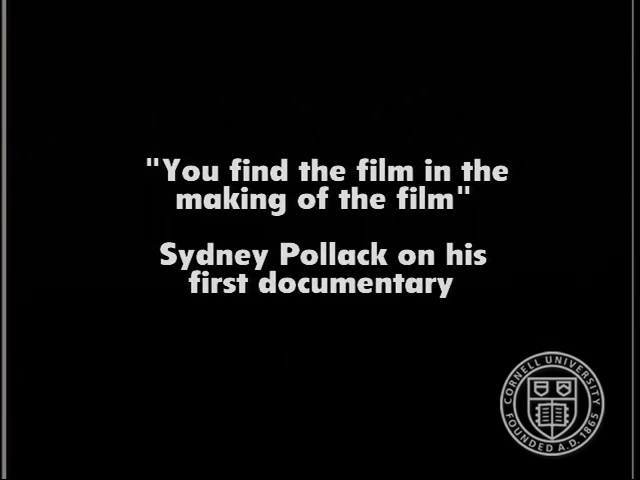 "You find the film in the
making of the film"
Sydney Pollack on his
first documentary
CORNELL UNIVERSITY
FOUNDED A.D. 1865